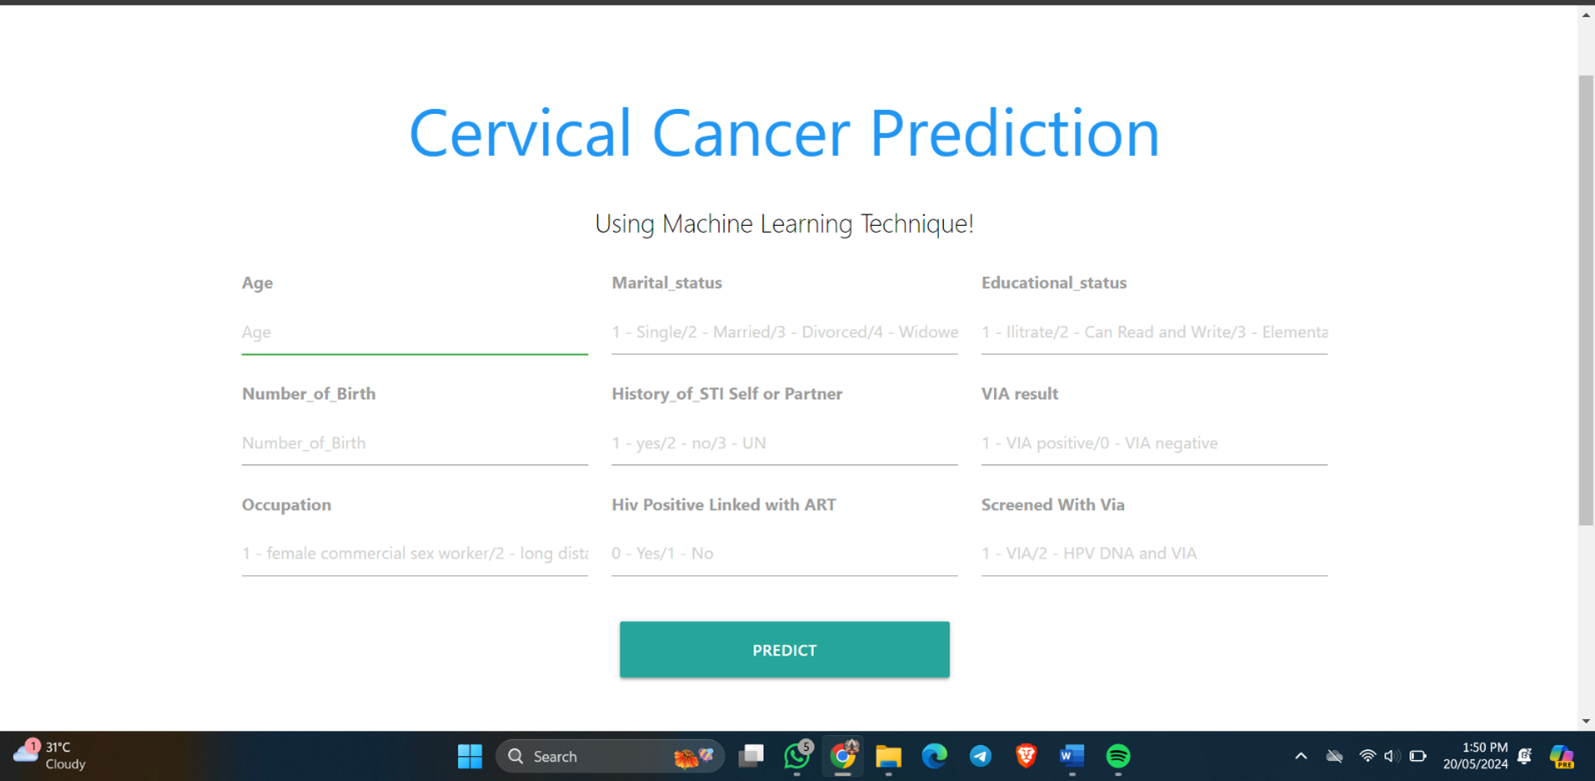 Cervical Cancer Prediction
Using Machine Learning Technique!
Age
Marital_status
Educational_status
Age
1 - Single/2 - Married/3 - Divorced/4 - Widowe
1 - Ilitrate/2 - Can Read and Write/3 - Elementa
Number_of_Birth
History_of_STI Self or Partner
VIA result
Number_of_Birth
1 - yes/2 - no/3 - UN
1 - VIA positive/0 - VIA negative
Occupation
Hiv Positive Linked with ART
Screened With Via
1 - female commercial sex worker/2 - long dista
0 - Yes/1 - No
1 - VIA/2 - HPV DNA and VIA
PREDICT
1
31°C
Cloudy
Search
5
W
1:50 PM
20/05/2024
PRE